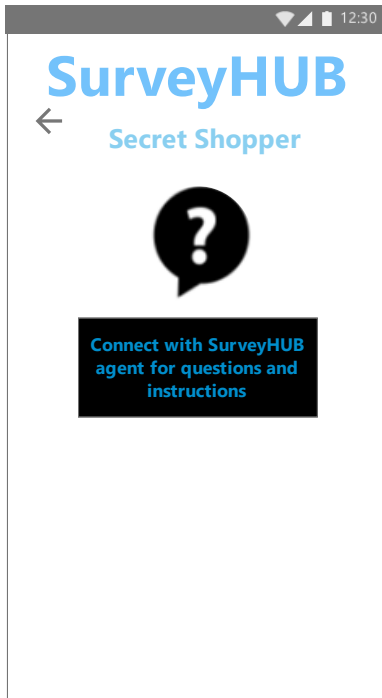 12:30
SurveyHUB
Secret Shopper
?
Connect with SurveyHUB
agent for questions and
instructions